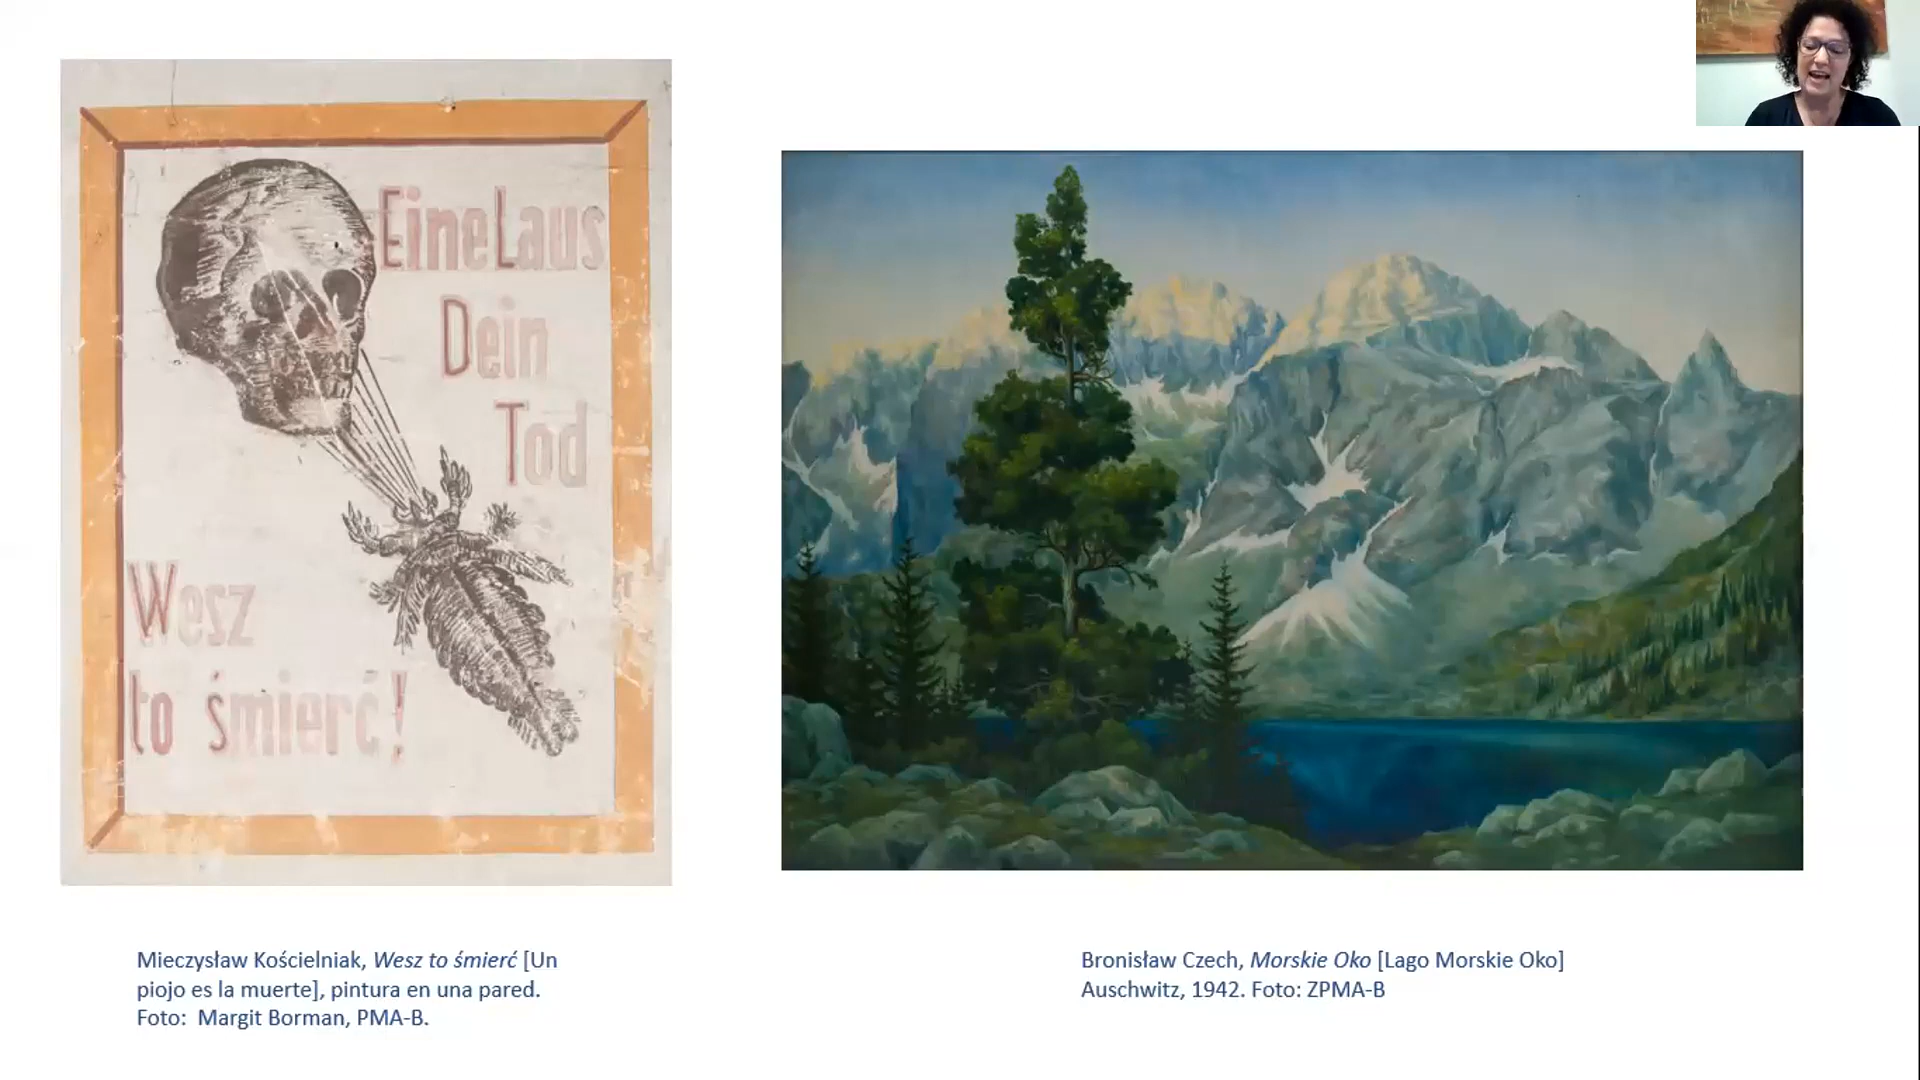 Eine Laus
Dein
Tod
Wesz
to śmierć!
Mieczysław Kościelniak, Wesz to śmierć [Un
piojo es la muerte], pintura en una pared.
Foto: Margit Borman, PMA-B.
Bronisław Czech, Morskie Oko [Lago Morskie Oko]
Auschwitz, 1942. Foto: ZPMA-B